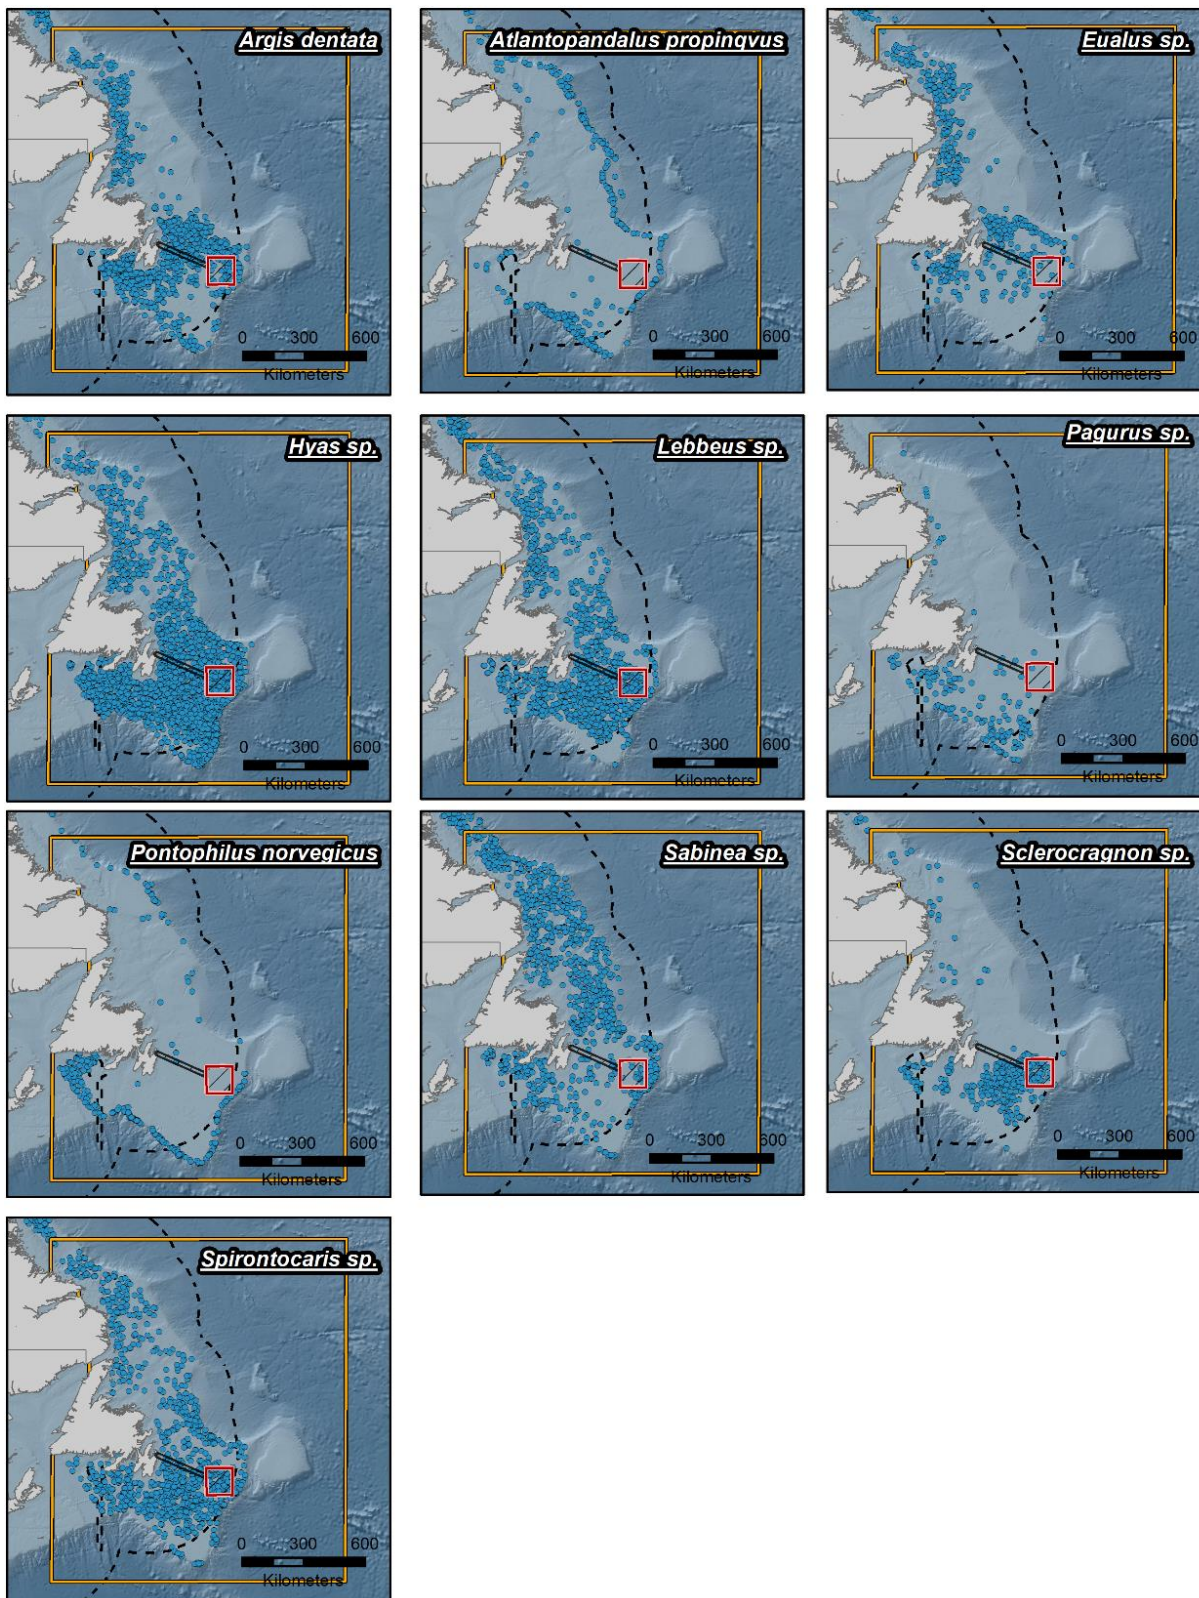 Argis dentata
0 300 600
Kilometers
Atlantopandalus propinqvus
0 300 600
Kilometers
Eualus sp.
0 300 600
Kilometers
Hyas sp.
0 300 600
Kilometers
Lebbeus sp.
0 300 600
Kilometers
Pagurus sp.
0 300 600
Kilometers
Pontophilus norvegicus
0 300 600
Kilometers
Sabinea sp.
0 300 600
Kilometers
Sclerocragnon sp.
0 300 600
Kilometers
Spirontocaris sp.
0 300 600
Kilometers